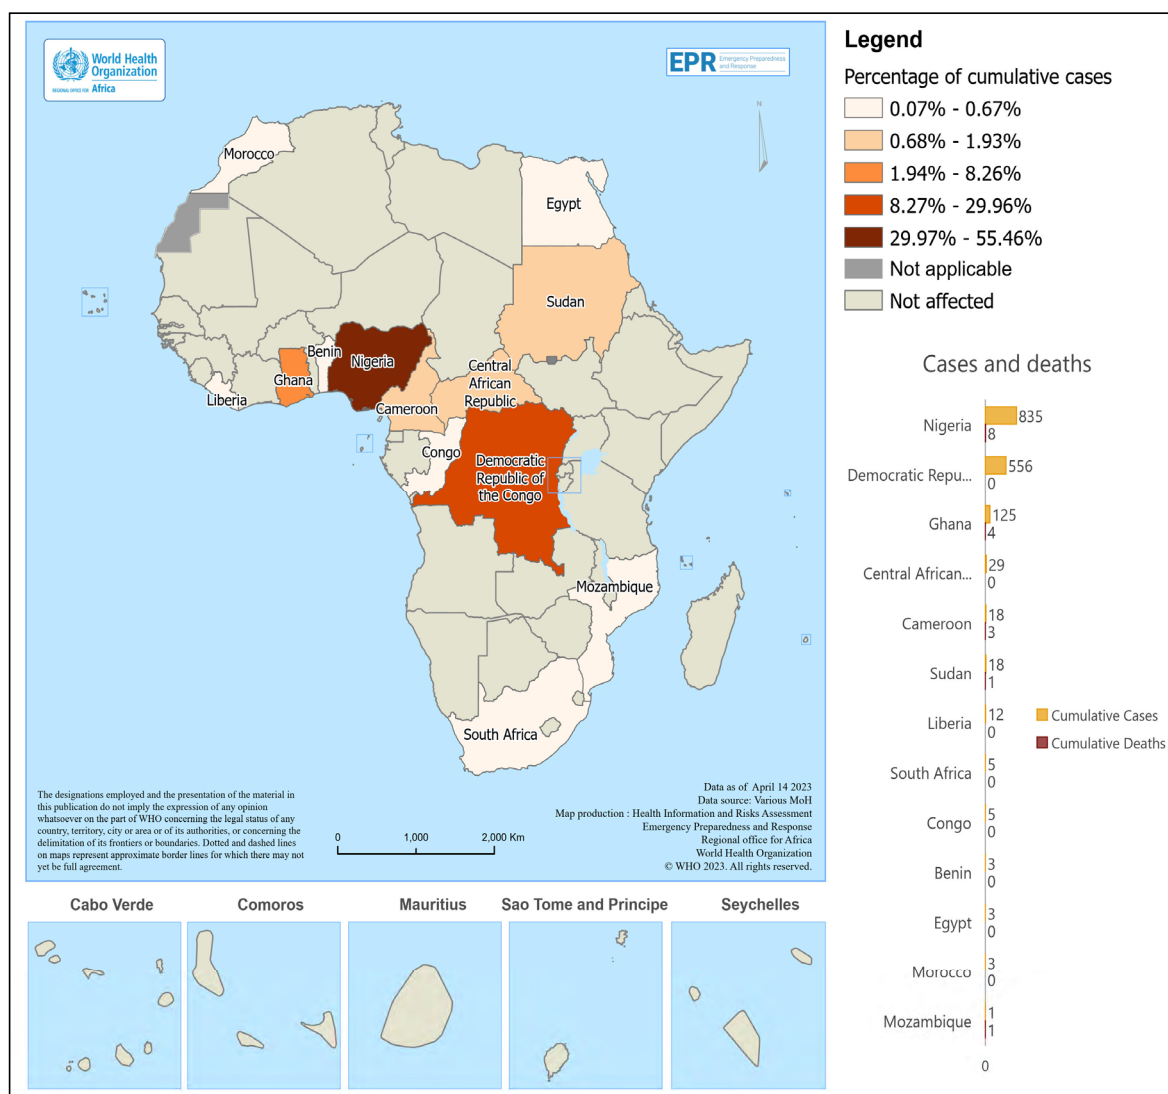 World Health
Organization
REGIONAL OFFICE FOR Africa
EPR Emergency Preparedness
and Response
N
Morocco
Egypt
Sudan
Benin
Nigeria
Ghana
Liberia
Central
African
Republic
Cameroon
Congo
Democratic
Republic of
the Congo
Mozambique
South Africa
The designations employed and the presentation of the material in
this publication do not imply the expression of any opinion
whatsoever on the part of WHO concerning the legal status of any
country, territory, city or area or of its authorities, or concerning the
delimitation of its frontiers or boundaries. Dotted and dashed lines
on maps represent approximate border lines for which there may not
yet be full agreement.
0 1,000 2,000 Km
Data as of April 14 2023
Data source: Various MoH
Map production : Health Information and Risks Assessment
Emergency Preparedness and Response
Regional office for Africa
World Health Organization
© WHO 2023. All rights reserved.
Cabo Verde
Comoros
Mauritius
Sao Tome and Principe
Seychelles
Legend
Percentage of cumulative cases
0.07% - 0.67%
0.68% - 1.93%
1.94% - 8.26%
8.27% - 29.96%
29.97% - 55.46%
Not applicable
Not affected
Cases and deaths
Nigeria 835
8
Democratic Repu... 556
0
Ghana 125
4
Central African... 29
0
Cameroon 18
3
Sudan 18
1
Liberia 12
0
South Africa 5
0
Congo 5
0
Benin 3
0
Egypt 3
0
Morocco 3
0
Mozambique 1
1
0
Cumulative Cases
Cumulative Deaths